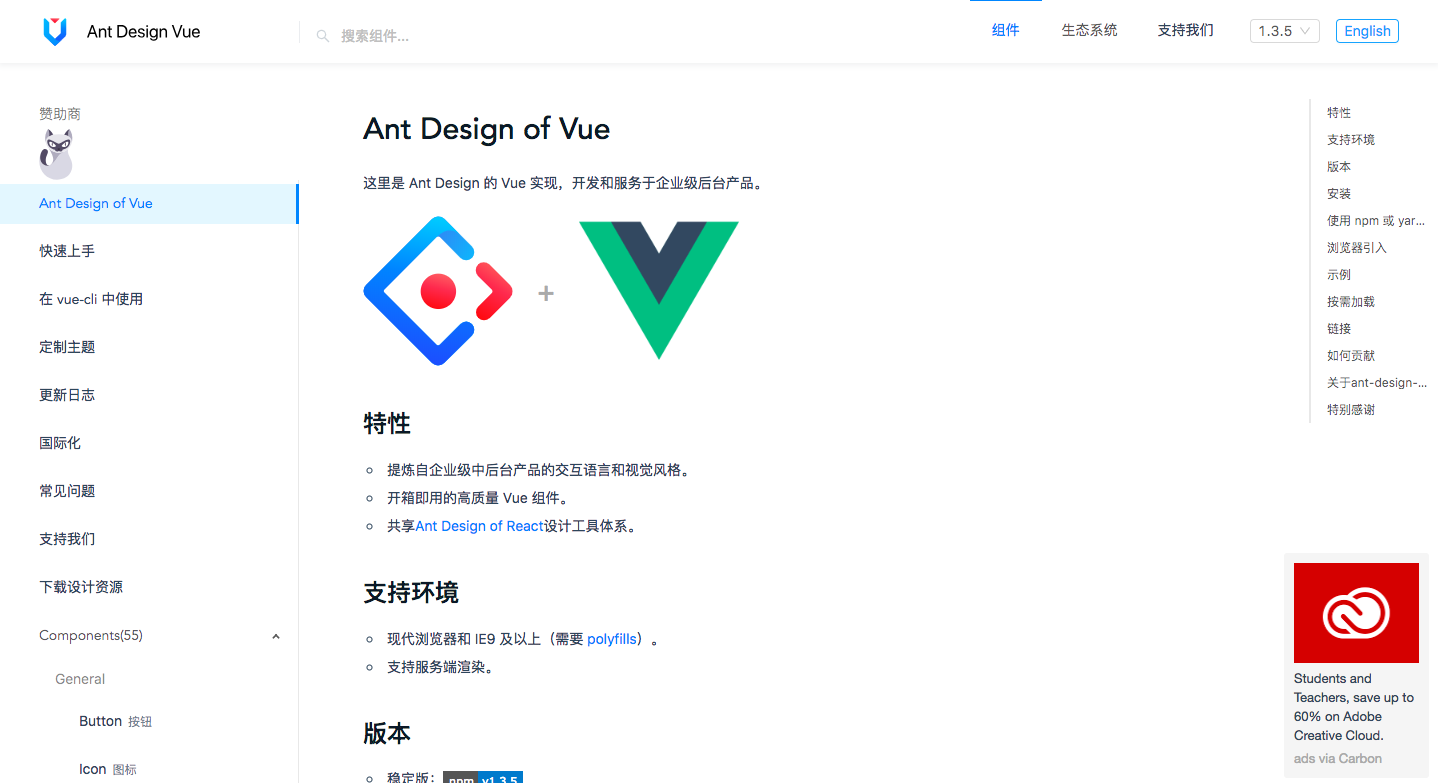 Ant Design Vue
搜索组件...
组件
生态系统
支持我们
1.3.5
English
赞助商
Ant Design of Vue
快速上手
在 vue-cli 中使用
定制主题
更新日志
国际化
常见问题
支持我们
下载设计资源
Components(55)
General
Button 按钮
Icon 图标
Ant Design of Vue
这里是 Ant Design 的 Vue 实现，开发和服务于企业级后台产品。
+
特性
提炼自企业级中后台产品的交互语言和视觉风格。
开箱即用的高质量 Vue 组件。
共享Ant Design of React设计工具体系。
支持环境
现代浏览器和 IE9 及以上（需要 polyfills）。
支持服务端渲染。
版本
稳定版：npm v1.3.5
特性
支持环境
版本
安装
使用 npm 或 yar...
浏览器引入
示例
按需加载
链接
如何贡献
关于ant-design-...
特别感谢
Students and
Teachers, save up to
60% on Adobe
Creative Cloud.
ads via Carbon